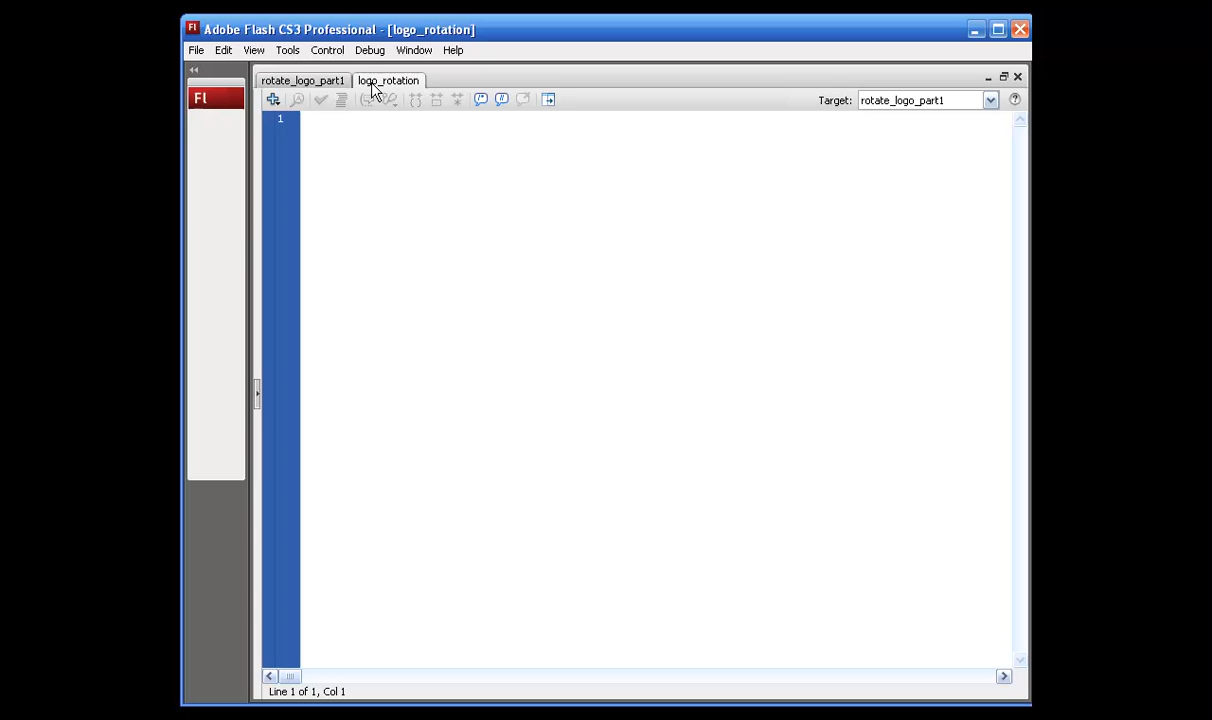 Fl Adobe Flash CS3 Professional - [logo_rotation]
File Edit View Tools Control Debug Window Help
rotate_logo_part1 logo_rotation
Fl
Target: rotate_logo_part1
1
Line 1 of 1, Col 1